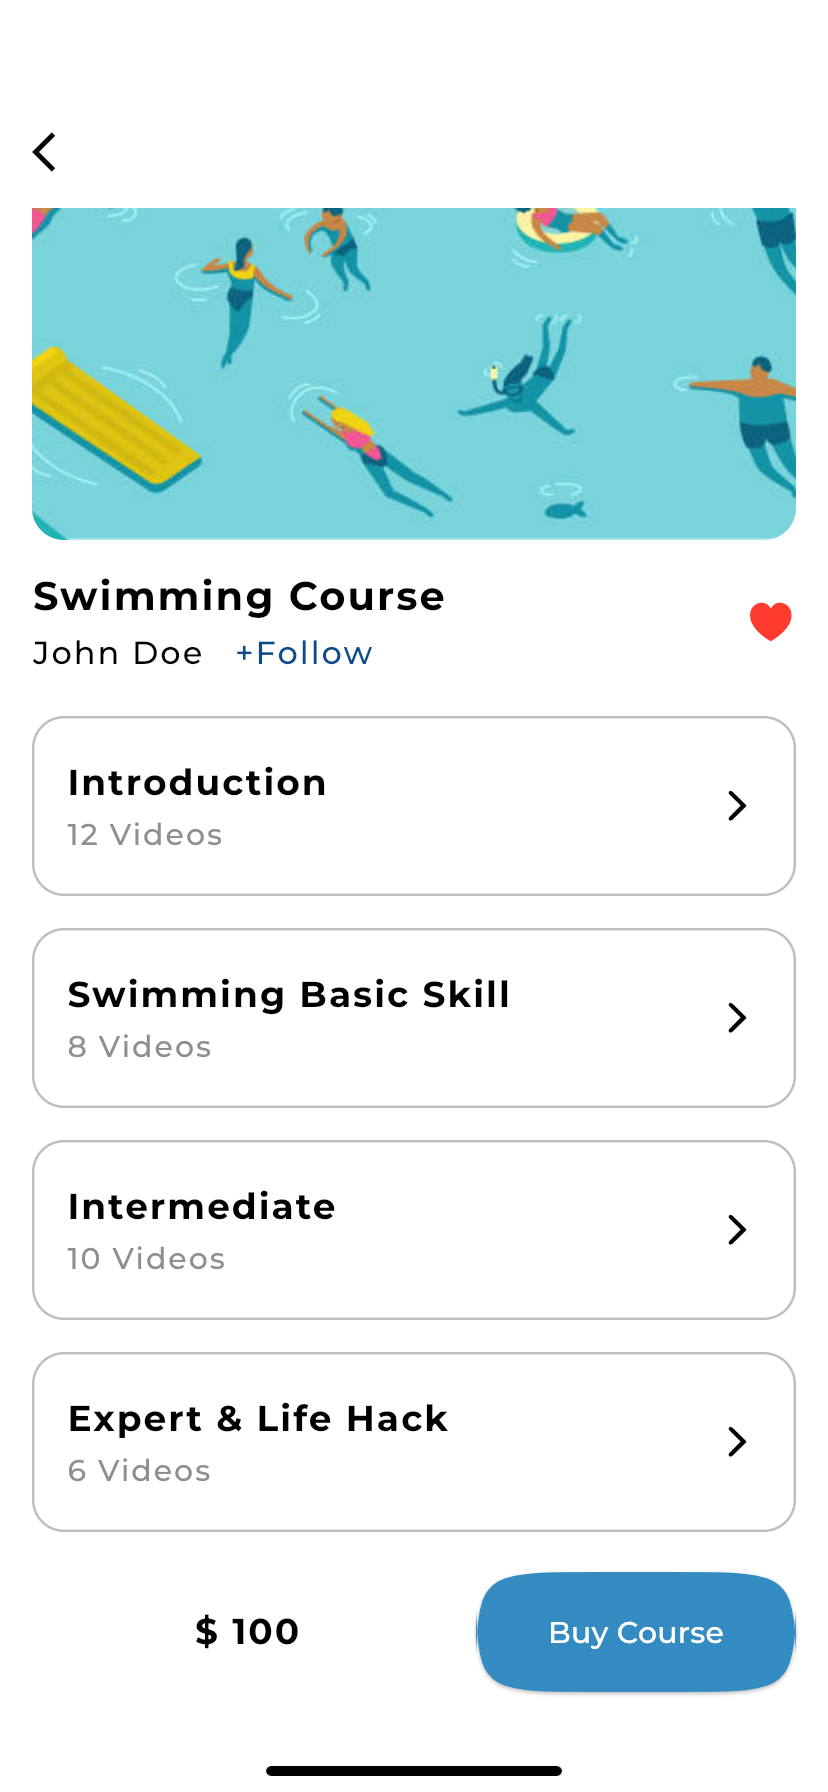 Swimming Course
John Doe +Follow
Introduction
12 Videos
Swimming Basic Skill
8 Videos
Intermediate
10 Videos
Expert & Life Hack
6 Videos
$ 100
Buy Course